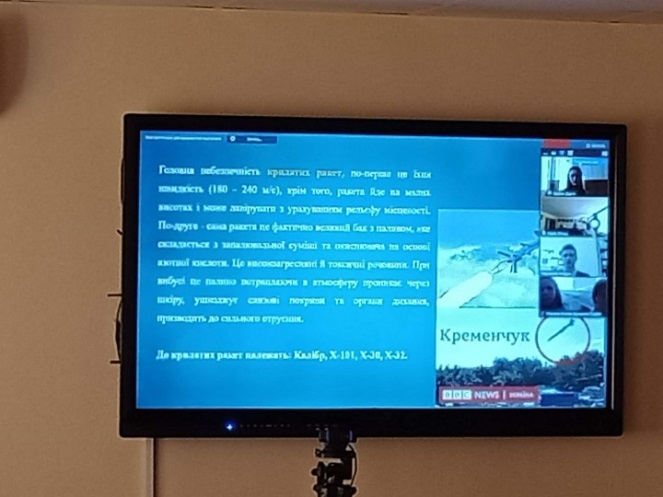 Головна небезпечність крилатих ракет, по-перше це їхня
швидкість (180 - 240 м/с), крім того, ракета йде на малих
висотах і може лавірувати з урахуванням рельєфу місцевості.
По-друге - сама ракета це фактично великий бак з паливом, яке
складається з запалювальної суміші та окислювача на основі
азотної кислоти. Це високоагресивні й токсичні речовини. При
вибусі це паливо потрапляючи в атмосферу проникає через
шкіру, ушкоджує слизові покриви та органи дихання,
призводить до сильного отруєння.
До крилатих ракет належать: Калібр, Х-101, Х-30, Х-32.
Кременчук
BBC NEWS